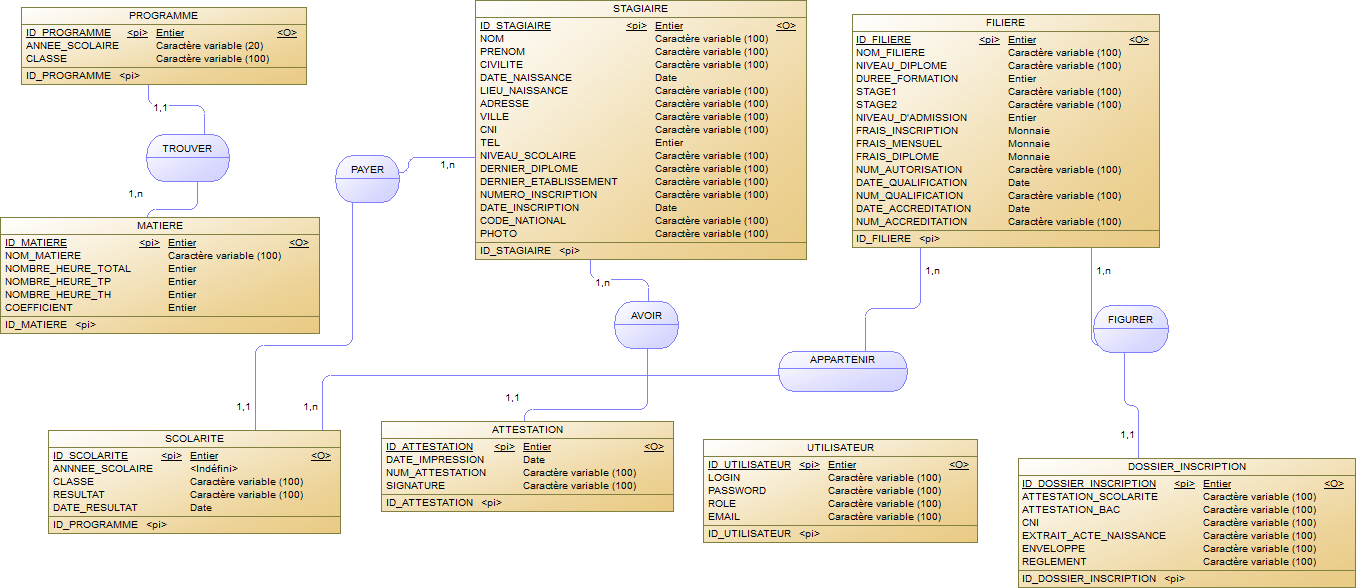 PROGRAMME
ID_PROGRAMME <pi> Entier <O>
ANNEE_SCOLAIRE Caractère variable (20)
CLASSE Caractère variable (100)
ID_PROGRAMME <pi>
1,1
TROUVER
1,n
MATIERE
ID_MATIERE <pi> Entier <O>
NOM_MATIERE Caractère variable (100)
NOMBRE_HEURE_TOTAL Entier
NOMBRE_HEURE_TP Entier
NOMBRE_HEURE_TH Entier
COEFFICIENT Entier
ID_MATIERE <pi>
STAGIAIRE
ID_STAGIAIRE <pi> Entier <O>
NOM Caractère variable (100)
PRENOM Caractère variable (100)
CIVILITE Caractère variable (100)
DATE_NAISSANCE Date
LIEU_NAISSANCE Caractère variable (100)
ADRESSE Caractère variable (100)
VILLE Caractère variable (100)
CNI Caractère variable (100)
TEL Entier
NIVEAU_SCOLAIRE Caractère variable (100)
DERNIER_DIPLOME Caractère variable (100)
DERNIER_ETABLISSEMENT Caractère variable (100)
NUMERO_INSCRIPTION Caractère variable (100)
DATE_INSCRIPTION Date
CODE_NATIONAL Caractère variable (100)
PHOTO Caractère variable (100)
ID_STAGIAIRE <pi>
PAYER
1,n
1,1
1,n
AVOIR
1,1
FILIERE
ID_FILIERE <pi> Entier <O>
NOM_FILIERE Caractère variable (100)
NIVEAU_DIPLOME Caractère variable (100)
DUREE_FORMATION Entier
STAGE1 Caractère variable (100)
STAGE2 Caractère variable (100)
NIVEAU_D'ADMISSION Entier
FRAIS_INSCRIPTION Monnaie
FRAIS_MENSUEL Monnaie
FRAIS_DIPLOME Monnaie
NUM_AUTORISATION Caractère variable (100)
DATE_QUALIFICATION Date
NUM_QUALIFICATION Caractère variable (100)
DATE_ACCREDITATION Date
NUM_ACCREDITATION Caractère variable (100)
ID_FILIERE <pi>
1,n
APPARTENIR
1,n
1,n
FIGURER
1,1
SCOLARITE
ID_SCOLARITE <pi> Entier <O>
ANNNEE_SCOLAIRE <Indéfini>
CLASSE Caractère variable (100)
RESULTAT Caractère variable (100)
DATE_RESULTAT Date
ID_PROGRAMME <pi>
ATTESTATION
ID_ATTESTATION <pi> Entier <O>
DATE_IMPRESSION Date
NUM_ATTESTATION Caractère variable (100)
SIGNATURE Caractère variable (100)
ID_ATTESTATION <pi>
UTILISATEUR
ID_UTILISATEUR <pi> Entier <O>
LOGIN Caractère variable (100)
PASSWORD Caractère variable (100)
ROLE Caractère variable (100)
EMAIL Caractère variable (100)
ID_UTILISATEUR <pi>
DOSSIER_INSCRIPTION
ID_DOSSIER_INSCRIPTION <pi> Entier <O>
ATTESTATION_SCOLARITE Caractère variable (100)
ATTESTATION_BAC Caractère variable (100)
CNI Caractère variable (100)
EXTRAIT_ACTE_NAISSANCE Caractère variable (100)
ENVELOPPE Caractère variable (100)
REGLEMENT Caractère variable (100)
ID_DOSSIER_INSCRIPTION <pi>